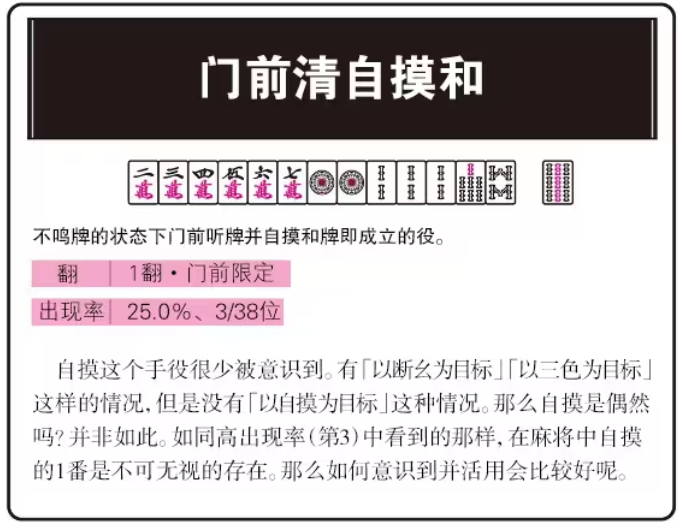 门前清自摸和
二萬 三萬 四萬 伍萬 六萬 七萬
不鸣牌的状态下门前听牌并自摸和牌即成立的役。
翻 1翻·门前限定
出现率 25.0%、3/38位
自摸这个手役很少被意识到。有「以断幺为目标」「以三色为目标」
这样的情况,但是没有「以自摸为目标」这种情况。那么自摸是偶然
吗?并非如此。如同高出现率(第3)中看到的那样,在麻将中自摸
的1番是不可无视的存在。那么如何意识到并活用会比较好呢。